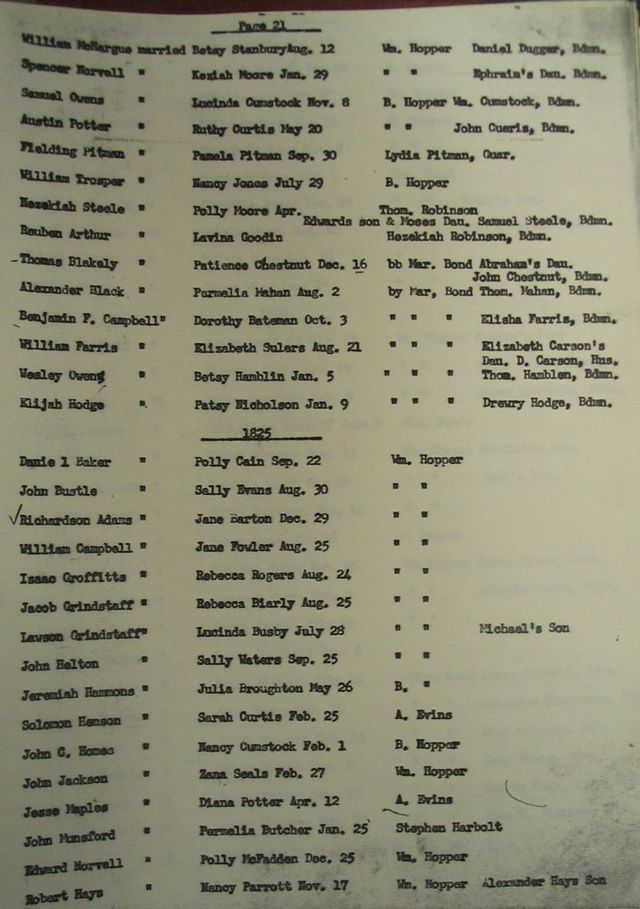 Page 21
William McHargue married Betsy Stanbury Aug. 12 Wm. Hopper Daniel Duggar, Bdmn.
Spencer Norvell " Keziah Moore Jan. 29 " " Ephraim's Dau. Bdmn.
Samuel Owens " Lucinda Cumstock Nov. 8 B. Hopper Wm. Cumstock, Bdmn.
Austin Potter " Ruthy Curtis May 20 " " John Cueris, Bdmn.
Fielding Pitman " Pamela Pitman Sep. 30 Lydia Pitman, Guar.
William Trosper " Nancy Jones July 29 B. Hopper
Hezekiah Steele " Polly Moore Apr. Thom. Robinson
Edwards son & Moses Dau. Samuel Steele, Bdmn.
Reuben Arthur " Lavina Goodin Hezekiah Robinson, Bdmn.
-Thomas Blakely " Patience Chestnut Dec. 16 bb Mar. Bond Abraham's Dau.
John Chestnut, Bdmn.
Alexander Black " Parmelia Mahan Aug. 2 by Mar, Bond Thom. Mahan, Bdmn.
Benjamin F. Campbell " Dorothy Bateman Oct. 3 " " " Elisha Farris, Bdmn.
William Farris " Elizabeth Sulers Aug. 21 " " " Elizabeth Carson's
Dau. D. Carson, Hus.
Wesley Owens " Betsy Hamblin Jan. 5 " " " Thom. Hamblen, Bdmn.
Elijah Hodge " Patsy Nicholson Jan. 9 " " " Drewry Hodge, Bdmn.
1825
Danie l Baker " Polly Cain Sep. 22 Wm. Hopper
John Bustle " Sally Evans Aug. 30 " "
✓Richardson Adams " Jane Barton Dec. 29 " "
William Campbell " Jane Fowler Aug. 25 " "
Isaac Groffitts " Rebecca Rogers Aug. 24 " "
Jacob Grindstaff " Rebecca Biarly Aug. 25 " "
Lawson Grindstaff " Lucinda Busby July 28 " " Michael's Son
John Helton " Sally Waters Sep. 25 " "
Jeremiah Hammons " Julia Broughton May 26 B. "
Solomon Henson " Sarah Curtis Feb. 25 A. Evins
John C. Homes " Nancy Cumstock Feb. 1 B. Hopper
John Jackson " Zana Seals Feb. 27 Wm. Hopper
Jesse Maples " Diana Potter Apr. 12 A. Evins
John Munsford " Permelia Butcher Jan. 25 Stephen Harbolt
Edward Norvell " Polly McFadden Dec. 25 Wm. Hopper
Robert Hays " Nancy Parrott Nov. 17 Wm. Hopper Alexander Hays Son